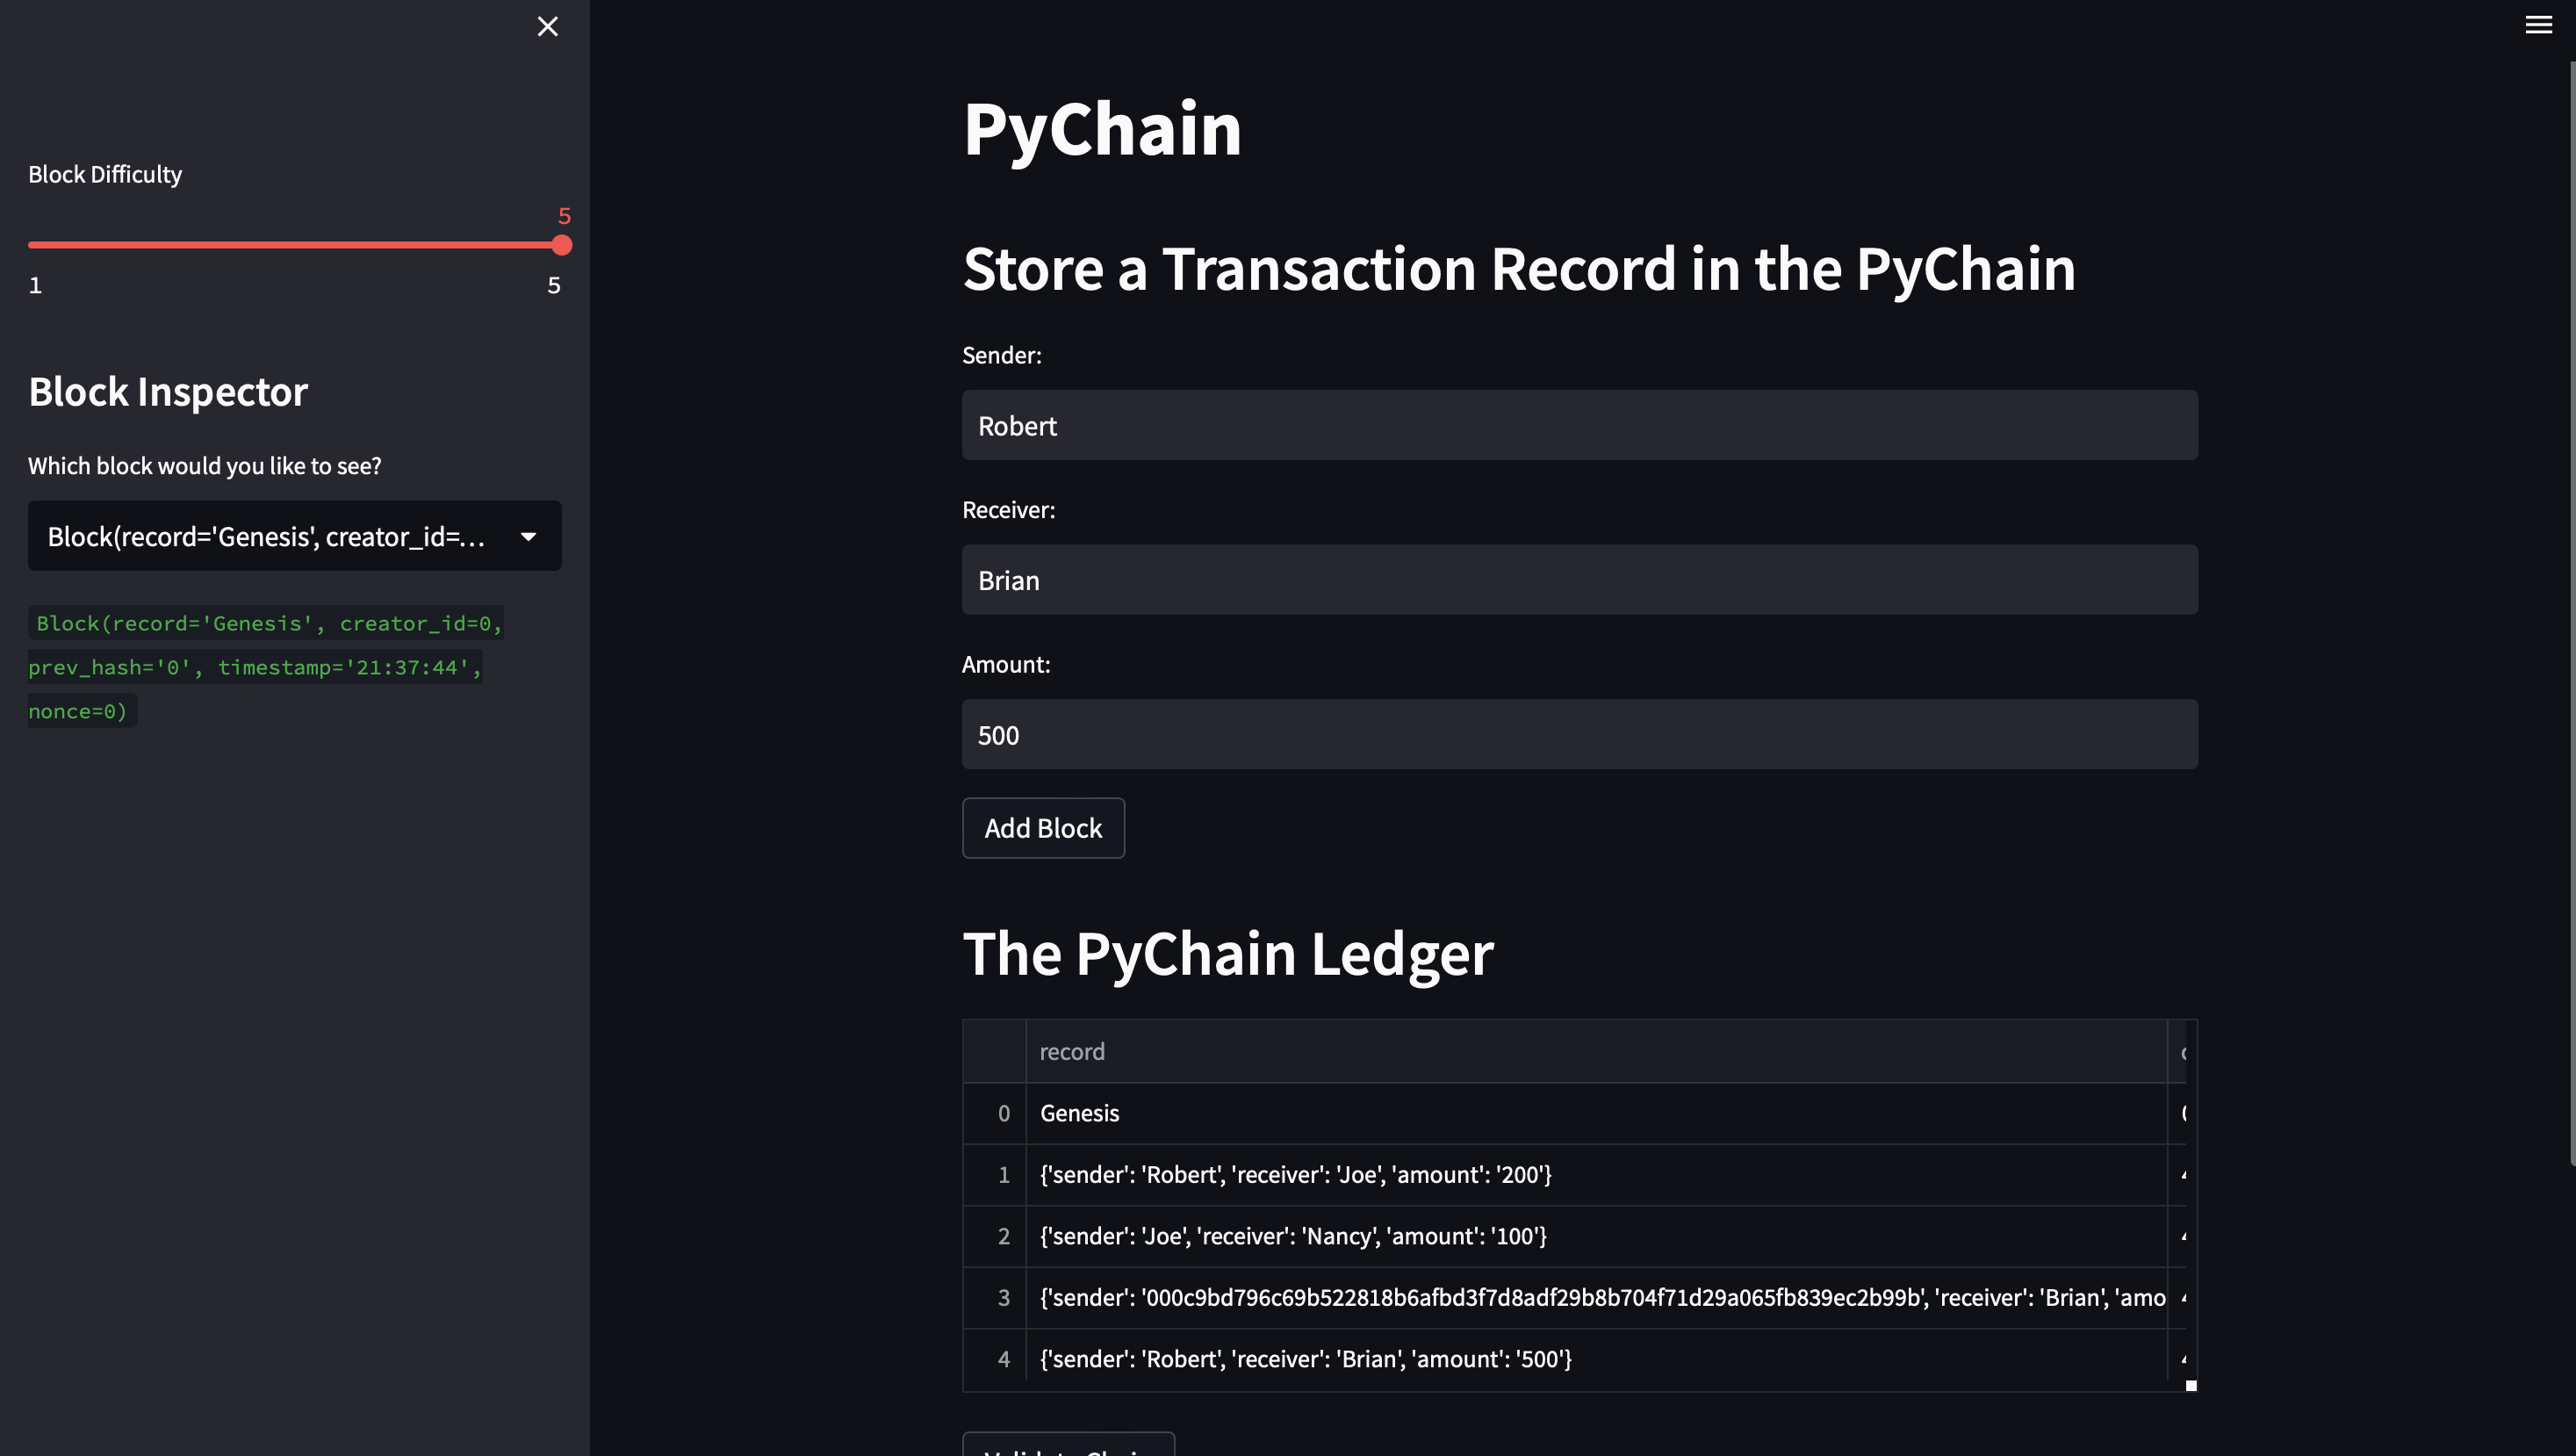 Block Difficulty
5
1
5
Block Inspector
Which block would you like to see?
Block(record='Genesis', creator_id=...
Block(record='Genesis', creator_id=0,
prev_hash='0', timestamp='21:37:44',
nonce=0)
PyChain
Store a Transaction Record in the PyChain
Sender:
Robert
Receiver:
Brian
Amount:
500
Add Block
The PyChain Ledger
record
0 Genesis
1 {'sender': 'Robert', 'receiver': 'Joe', 'amount': '200'}
2 {'sender': 'Joe', 'receiver': 'Nancy', 'amount': '100'}
3 {'sender': '000c9bd796c69b522818b6afbd3f7d8adf29b8b704f71d29a065fb839ec2b99b', 'receiver': 'Brian', 'amo
4 {'sender': 'Robert', 'receiver': 'Brian', 'amount': '500'}